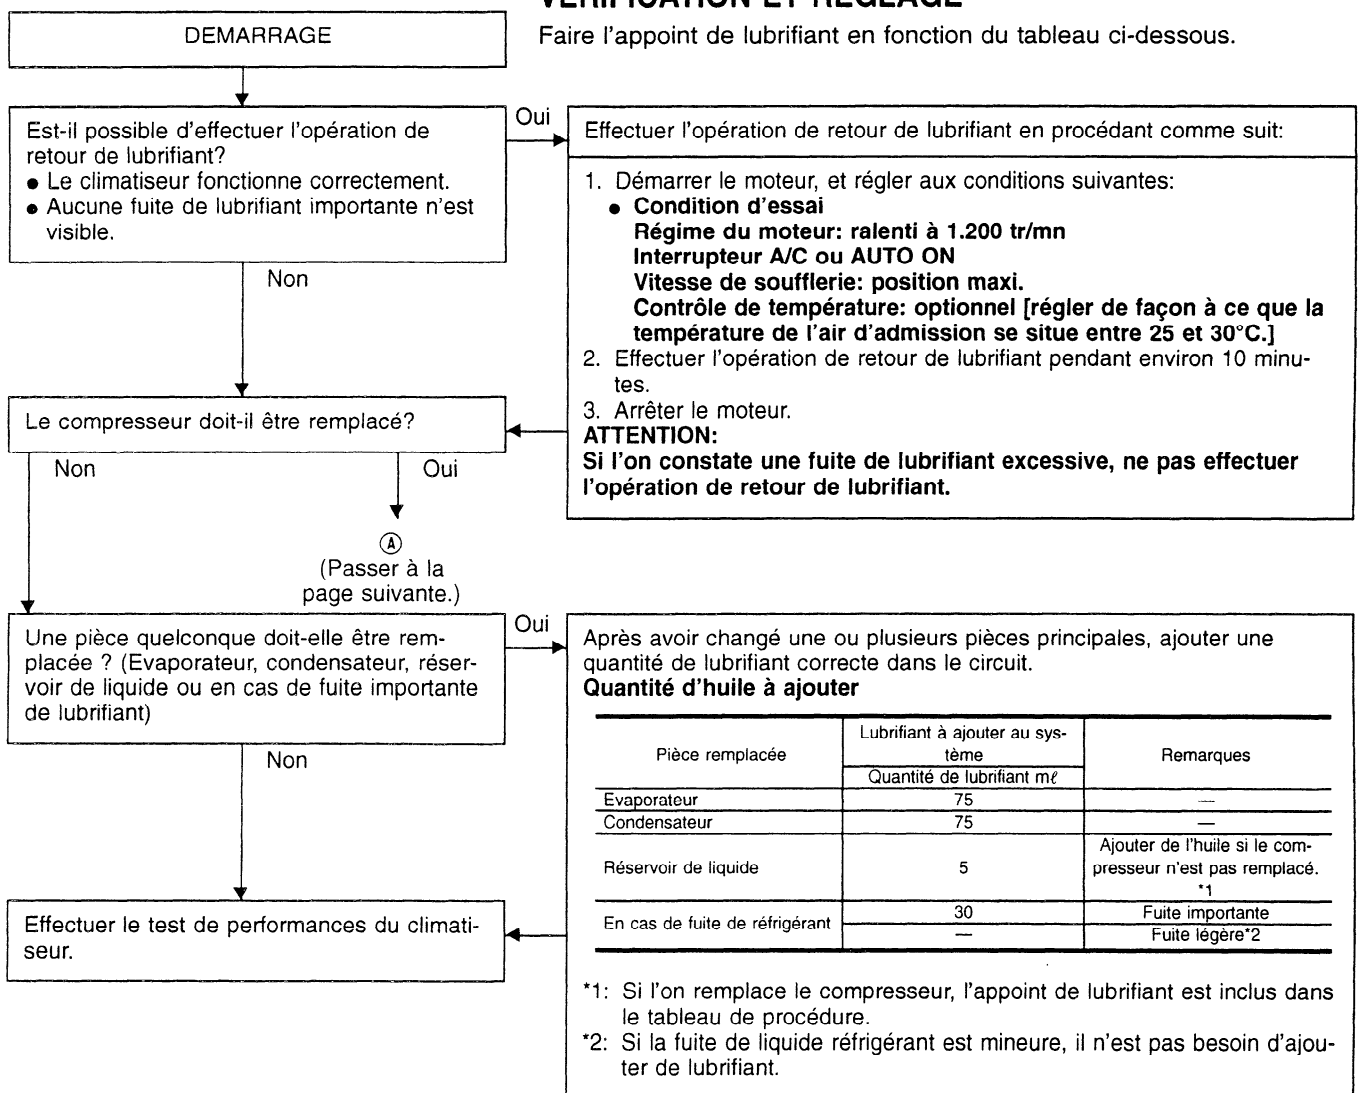 VERIFICATION ET REGLAGE
Faire l'appoint de lubrifiant en fonction du tableau ci-dessous.
DEMARRAGE
Est-il possible d'effectuer l'opération de
retour de lubrifiant?
● Le climatiseur fonctionne correctement.
● Aucune fuite de lubrifiant importante n'est
visible.
Oui
Non
Effectuer l'opération de retour de lubrifiant en procédant comme suit:
1. Démarrer le moteur, et régler aux conditions suivantes:
● Condition d'essai
Régime du moteur: ralenti à 1.200 tr/mn
Interrupteur A/C ou AUTO ON
Vitesse de soufflerie: position maxi.
Contrôle de température: optionnel [régler de façon à ce que la
température de l'air d'admission se situe entre 25 et 30°C.]
2. Effectuer l'opération de retour de lubrifiant pendant environ 10 minu-
tes.
3. Arrêter le moteur.
ATTENTION:
Si l'on constate une fuite de lubrifiant excessive, ne pas effectuer
l'opération de retour de lubrifiant.
Le compresseur doit-il être remplacé?
Non
Oui
Ⓐ
(Passer à la
page suivante.)
Une pièce quelconque doit-elle être rem-
placée ? (Evaporateur, condensateur, réser-
voir de liquide ou en cas de fuite importante
de lubrifiant)
Oui
Non
Après avoir changé une ou plusieurs pièces principales, ajouter une
quantité de lubrifiant correcte dans le circuit.
Quantité d'huile à ajouter
Pièce remplacée
Lubrifiant à ajouter au sys-
tème
Quantité de lubrifiant mℓ
Remarques
Evaporateur 75 —
Condensateur 75 —
Réservoir de liquide 5
Ajouter de l'huile si le com-
presseur n'est pas remplacé.
*1
En cas de fuite de réfrigérant
30 Fuite importante
— Fuite légère*2
*1: Si l'on remplace le compresseur, l'appoint de lubrifiant est inclus dans
le tableau de procédure.
*2: Si la fuite de liquide réfrigérant est mineure, il n'est pas besoin d'ajou-
ter de lubrifiant.
Effectuer le test de performances du climati-
seur.